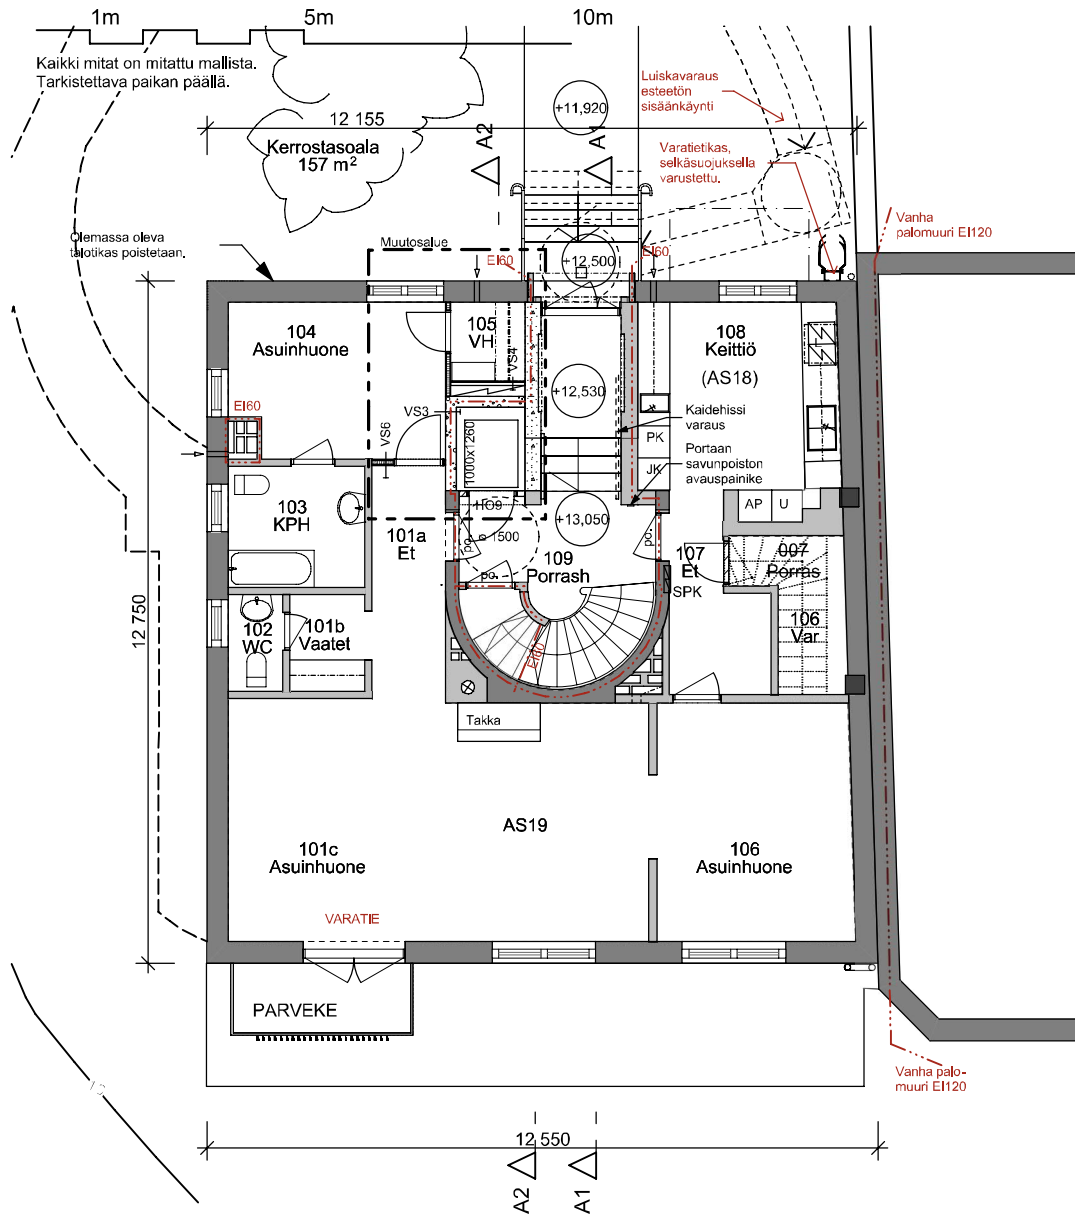 1m
5m
10m
Kaikki mitat on mitattu mallista.
Tarkistettava paikan päällä.
Luiskavaraus
esteetön
sisäänkäynti
+11,920
12 155
A2
A1
Kerrostasoala
157 m²
Varatietikas,
selkäsuojuksella
varustettu.
Vanha
palomuuri EI120
Olemassa oleva
talotikas poistetaan.
Muutosalue
EI60
+12,500
EI60
104
Asuinhuone
105
VH
VS4
108
Keittiö
(AS18)
+12,530
EI60
VS3
VS6
1000x1260
Kaidehissi
varaus
PK
Portaan
savunpoiston
avauspainike
JK
103
KPH
HO9
AP
U
101a
Et
+13,050
1500
po.
po.
po.
109
Porrash
107
Et
SPK
007
Porras
12 750
102
WC
101b
Vaatet
106
Var
EI60
Takka
AS19
101c
Asuinhuone
106
Asuinhuone
VARATIE
PARVEKE
Vanha palo-
muuri EI120
12 550
A2
A1